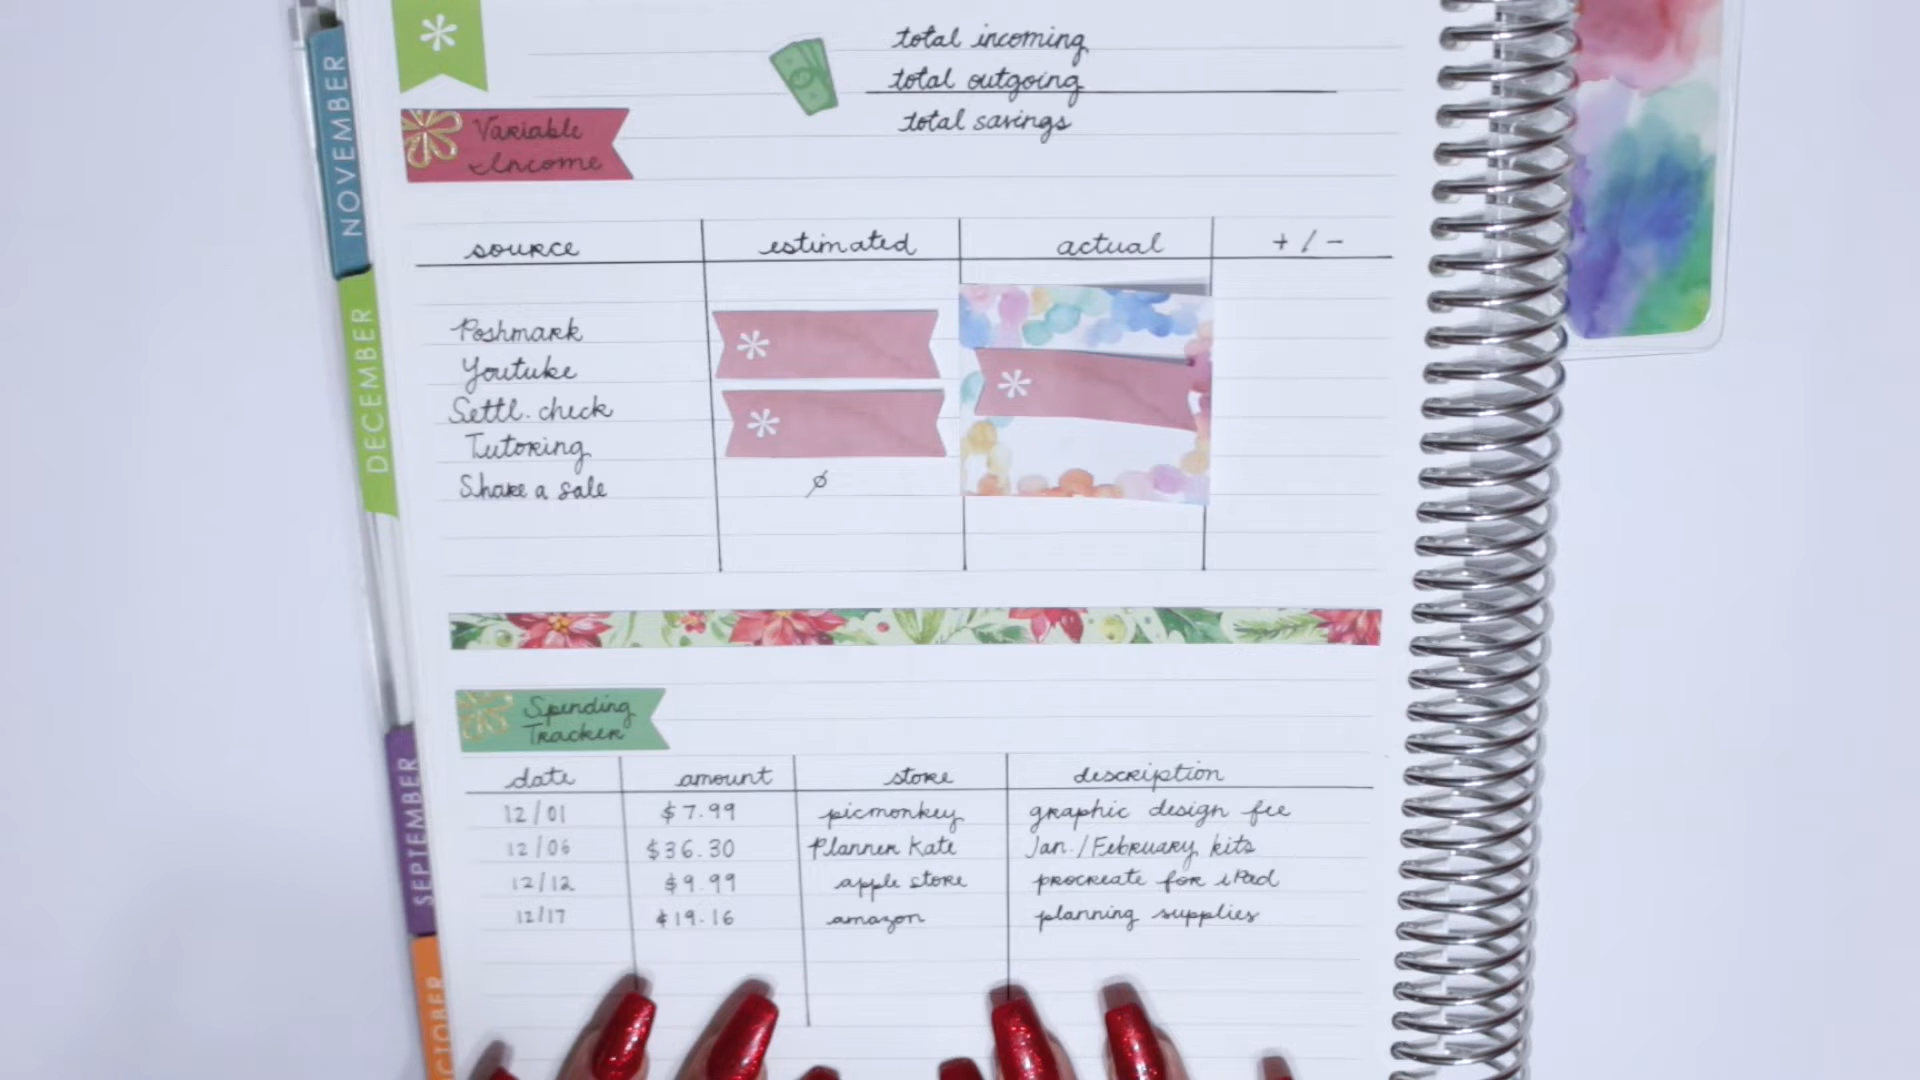 total incoming
total outgoing
total savings
Variable
Income
source estimated actual + / -
Poshmark
Youtube
Settl. check
Tutoring
Share a sale ∅
Spending
Tracker
date amount store description
12/01 $7.99 picmonkey graphic design fee
12/06 $36.30 Planner Kate Jan./February kits
12/12 $9.99 apple store procreate for iPad
12/17 $19.16 amazon planning supplies
NOVEMBER
DECEMBER
SEPTEMBER